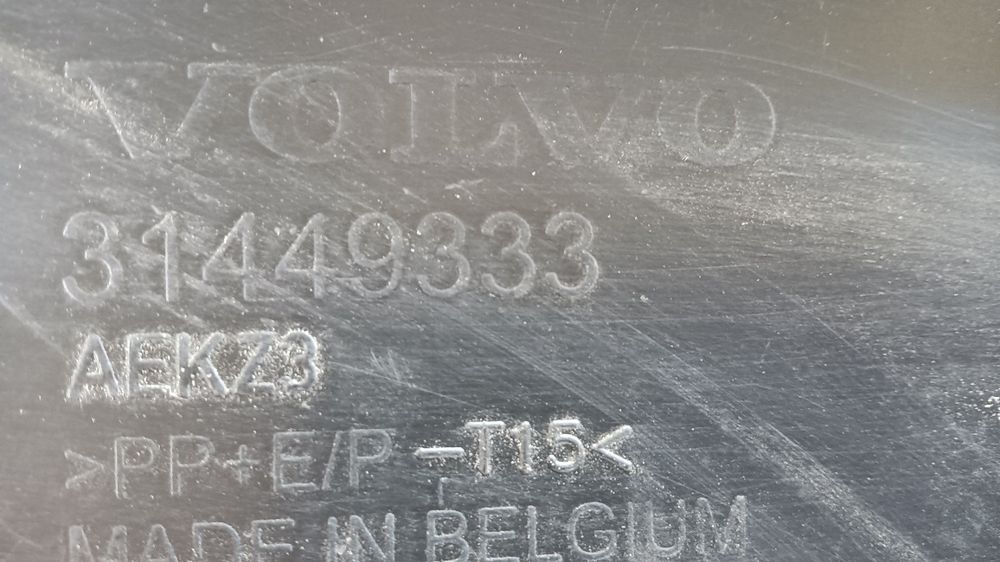 VOLVO
31449333
AEKZ3
>PP+E/P-T15<
MADE IN BELGIUM